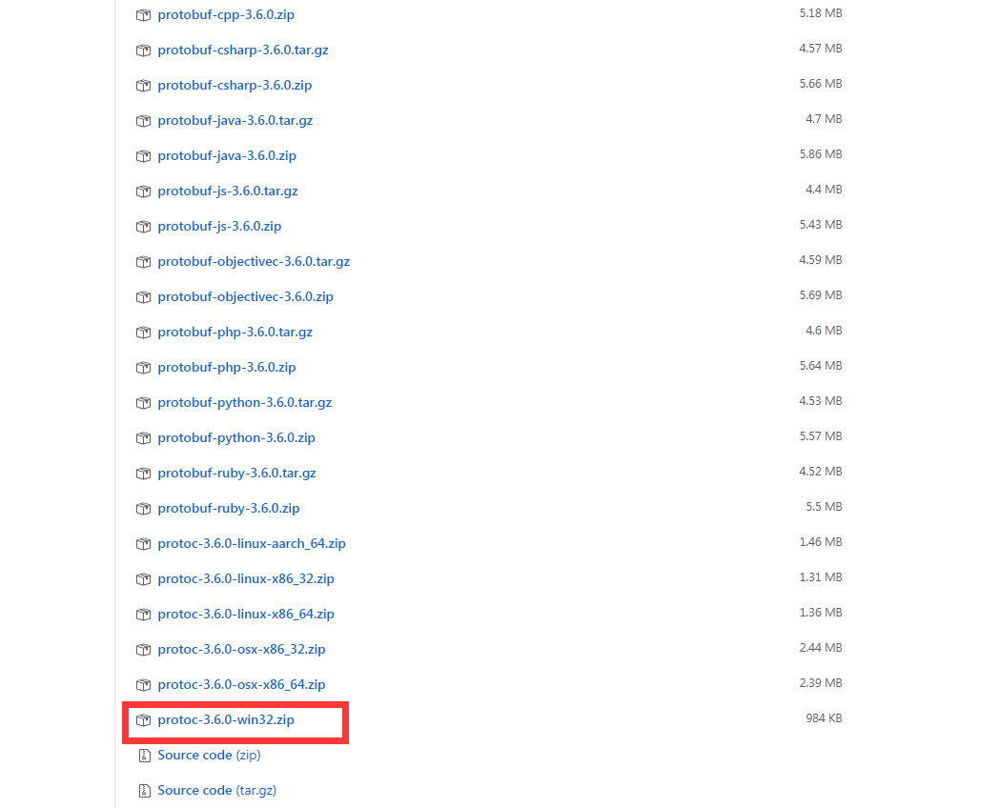 protobuf-cpp-3.6.0.zip 5.18 MB
protobuf-csharp-3.6.0.tar.gz 4.57 MB
protobuf-csharp-3.6.0.zip 5.66 MB
protobuf-java-3.6.0.tar.gz 4.7 MB
protobuf-java-3.6.0.zip 5.86 MB
protobuf-js-3.6.0.tar.gz 4.4 MB
protobuf-js-3.6.0.zip 5.43 MB
protobuf-objectivec-3.6.0.tar.gz 4.59 MB
protobuf-objectivec-3.6.0.zip 5.69 MB
protobuf-php-3.6.0.tar.gz 4.6 MB
protobuf-php-3.6.0.zip 5.64 MB
protobuf-python-3.6.0.tar.gz 4.53 MB
protobuf-python-3.6.0.zip 5.57 MB
protobuf-ruby-3.6.0.tar.gz 4.52 MB
protobuf-ruby-3.6.0.zip 5.5 MB
protoc-3.6.0-linux-aarch_64.zip 1.46 MB
protoc-3.6.0-linux-x86_32.zip 1.31 MB
protoc-3.6.0-linux-x86_64.zip 1.36 MB
protoc-3.6.0-osx-x86_32.zip 2.44 MB
protoc-3.6.0-osx-x86_64.zip 2.39 MB
protoc-3.6.0-win32.zip 984 KB
Source code (zip)
Source code (tar.gz)